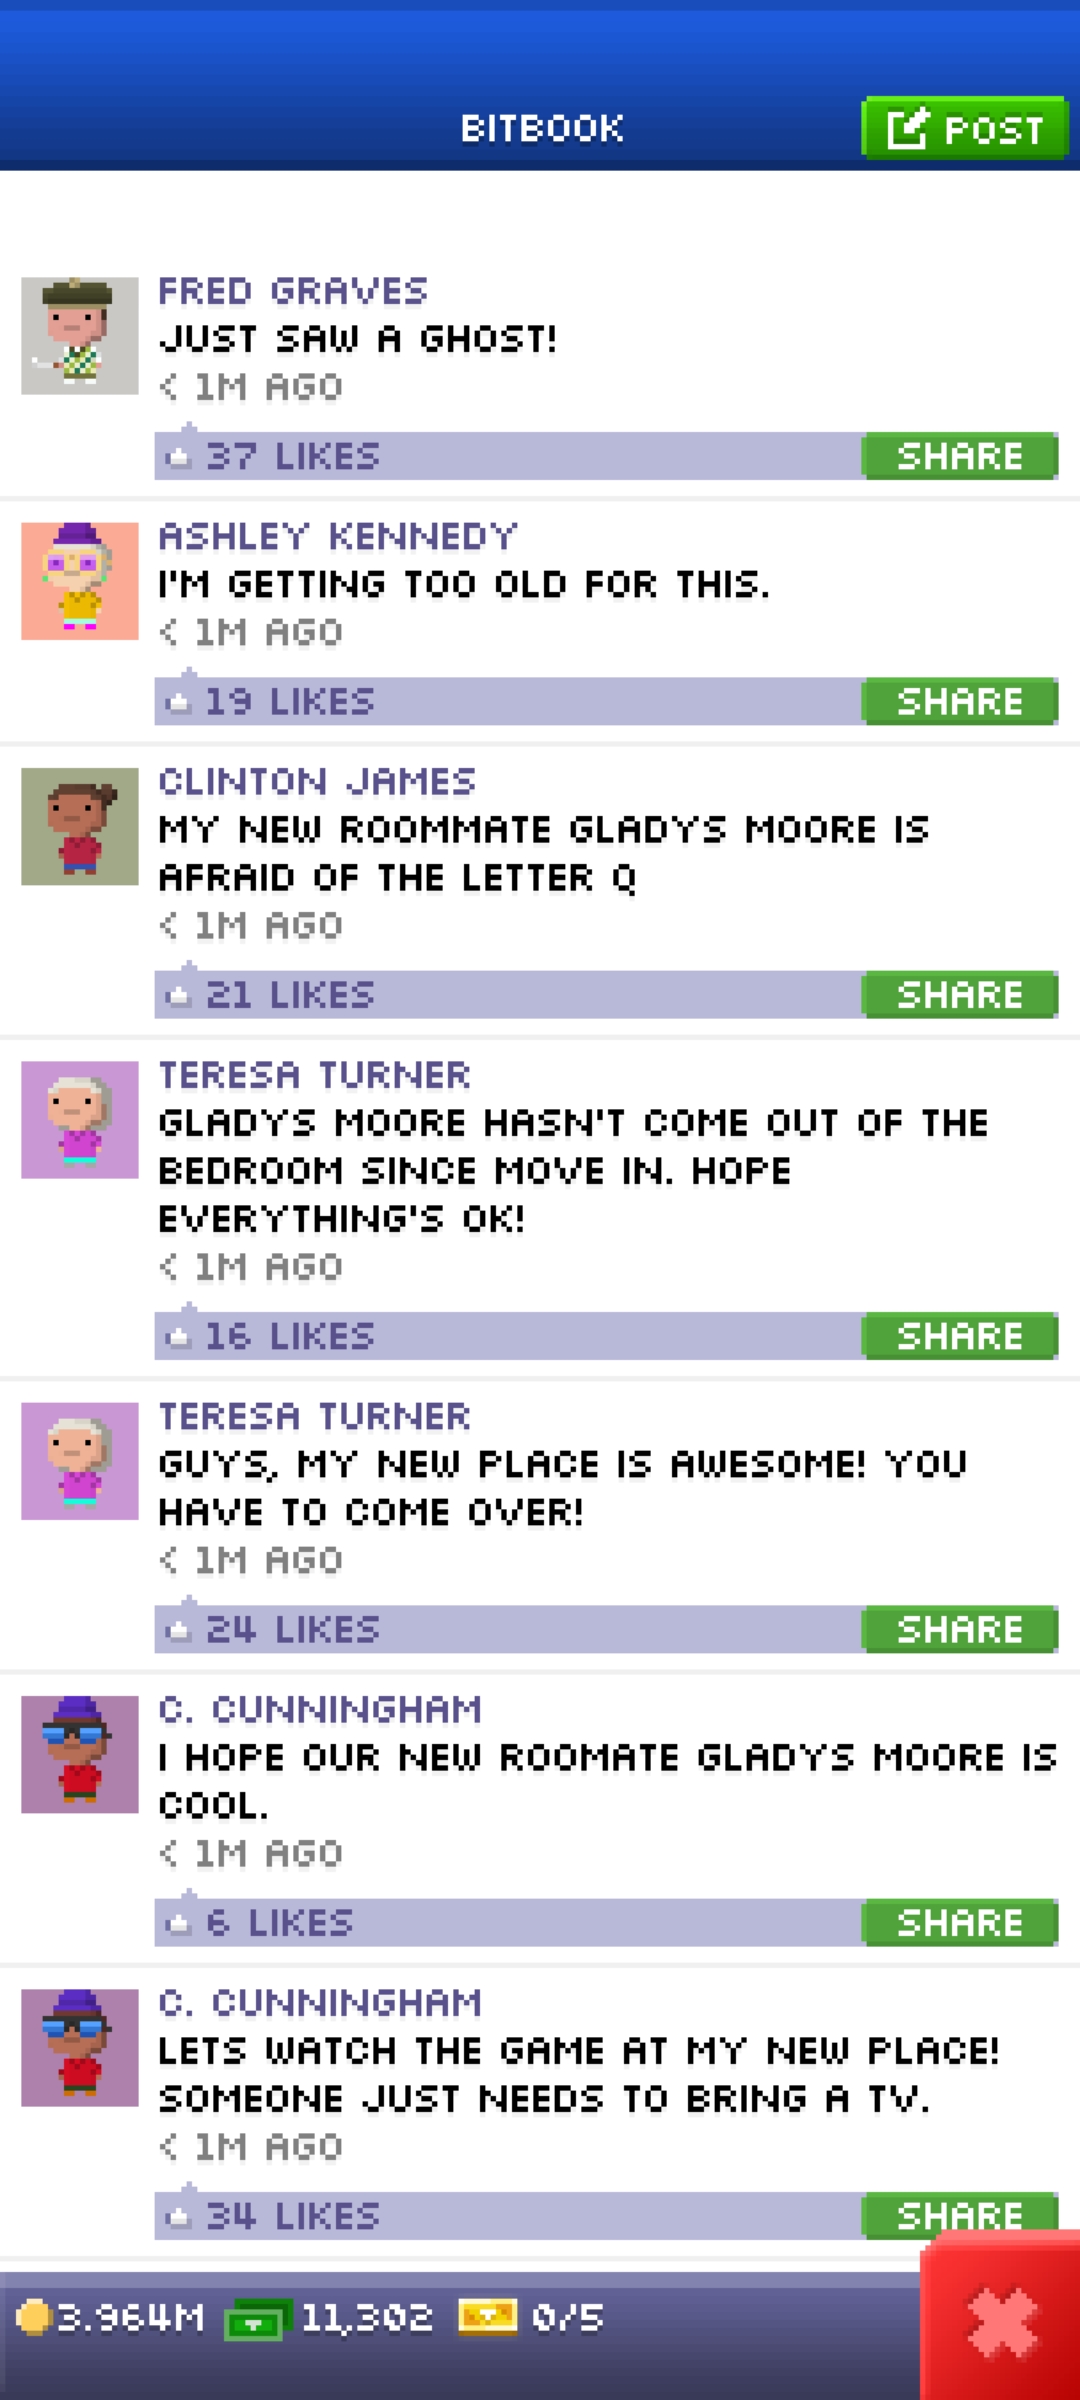 BITBOOK
POST
FRED GRAVES
JUST SAW A GHOST!
< 1M AGO
37 LIKES
SHARE
ASHLEY KENNEDY
I'M GETTING TOO OLD FOR THIS.
< 1M AGO
19 LIKES
SHARE
CLINTON JAMES
MY NEW ROOMMATE GLADYS MOORE IS
AFRAID OF THE LETTER Q
< 1M AGO
21 LIKES
SHARE
TERESA TURNER
GLADYS MOORE HASN'T COME OUT OF THE
BEDROOM SINCE MOVE IN. HOPE
EVERYTHING'S OK!
< 1M AGO
16 LIKES
SHARE
TERESA TURNER
GUYS, MY NEW PLACE IS AWESOME! YOU
HAVE TO COME OVER!
< 1M AGO
24 LIKES
SHARE
C. CUNNINGHAM
I HOPE OUR NEW ROOMATE GLADYS MOORE IS
COOL.
< 1M AGO
6 LIKES
SHARE
C. CUNNINGHAM
LETS WATCH THE GAME AT MY NEW PLACE!
SOMEONE JUST NEEDS TO BRING A TV.
< 1M AGO
34 LIKES
SHARE
3.964M 11,302 0/5